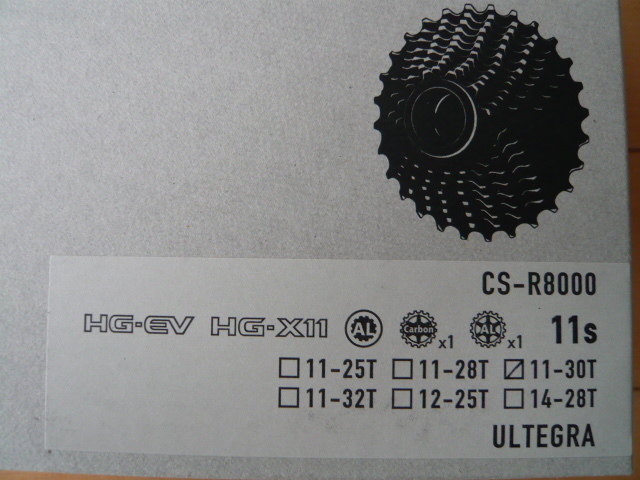 CS-R8000
HG-EV HG-X11 AL Carbon x1 AL x1 11s
11-25T 11-28T 11-30T
11-32T 12-25T 14-28T
ULTEGRA